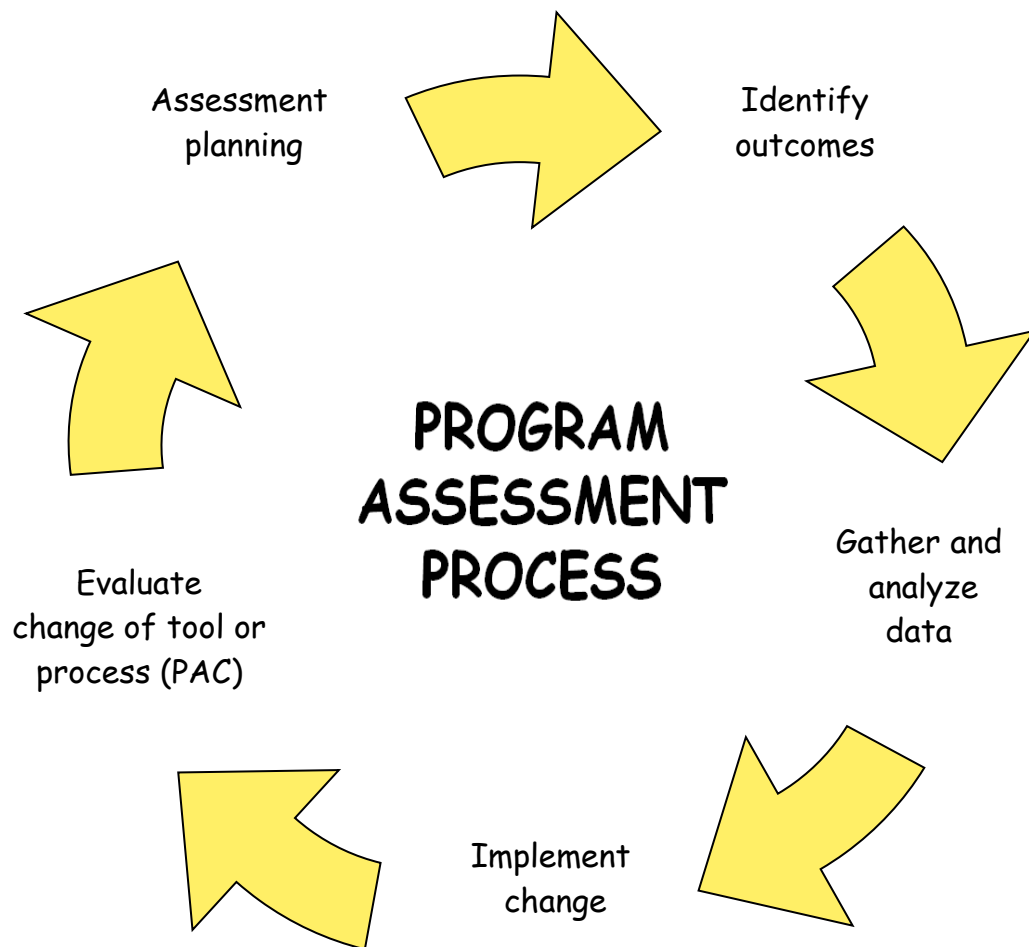 Assessment
planning
Identify
outcomes
PROGRAM
ASSESSMENT
PROCESS
Gather and
analyze
data
Evaluate
change of tool or
process (PAC)
Implement
change